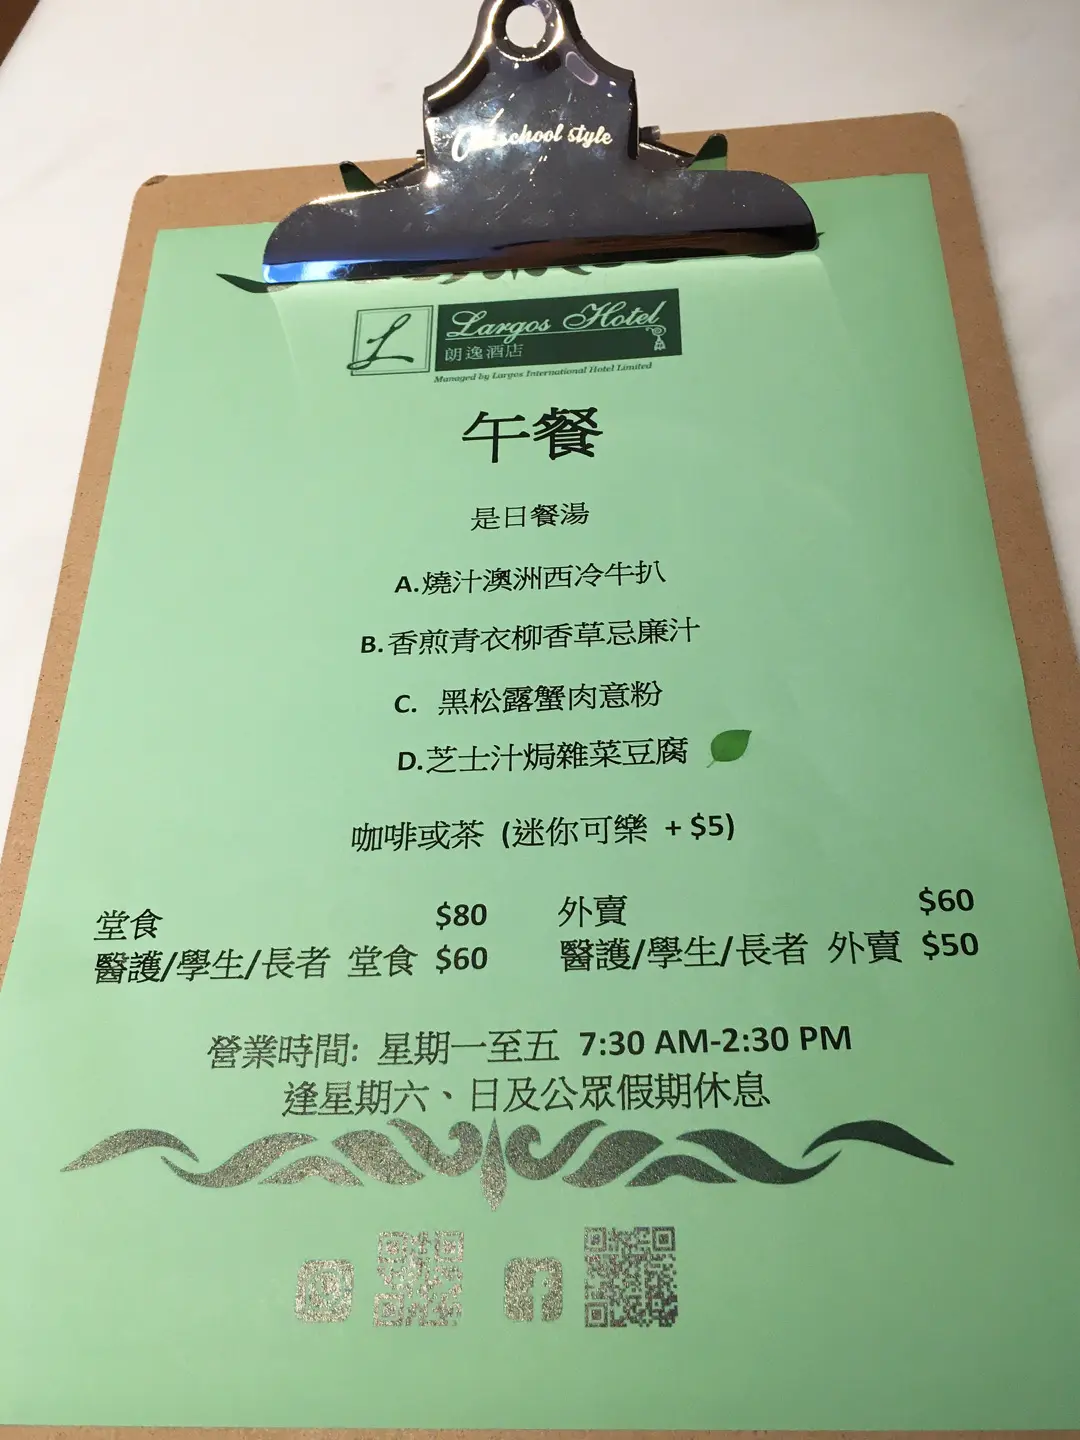 school style
L
Largos Hotel
朗逸酒店
Managed by Largos International Hotel Limited
午餐
是日餐湯
A.燒汁澳洲西冷牛扒
B.香煎青衣柳香草忌廉汁
C. 黑松露蟹肉意粉
D.芝士汁焗雜菜豆腐
咖啡或茶 (迷你可樂 + $5)
堂食 $80 外賣 $60
醫護/學生/長者 堂食 $60 醫護/學生/長者 外賣 $50
營業時間: 星期一至五 7:30 AM-2:30 PM
逢星期六、日及公眾假期休息